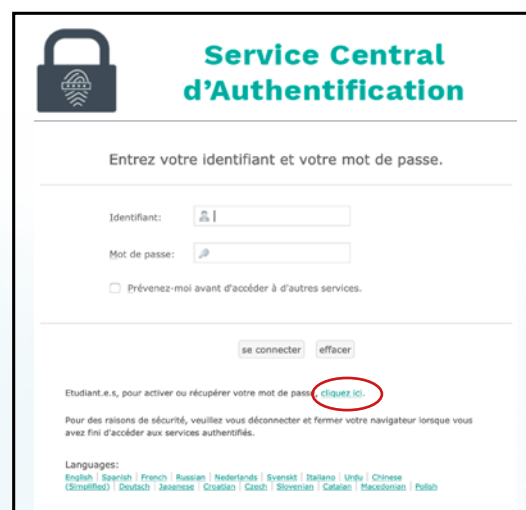 Service Central
d'Authentification
Entrez votre identifiant et votre mot de passe.
Identifiant:
Mot de passe:
Prévenez-moi avant d'accéder à d'autres services.
se connecter effacer
Etudiant.e.s, pour activer ou récupérer votre mot de passe, cliquez ici.
Pour des raisons de sécurité, veuillez vous déconnecter et fermer votre navigateur lorsque vous
avez fini d'accéder aux services authentifiés.
Languages:
English | Spanish | French | Russian | Nederlands | Svenskt | Italiano | Urdu | Chinese
(Simplified) | Deutsch | Japanese | Croatian | Czech | Slovenian | Catalan | Macedonian | Polish